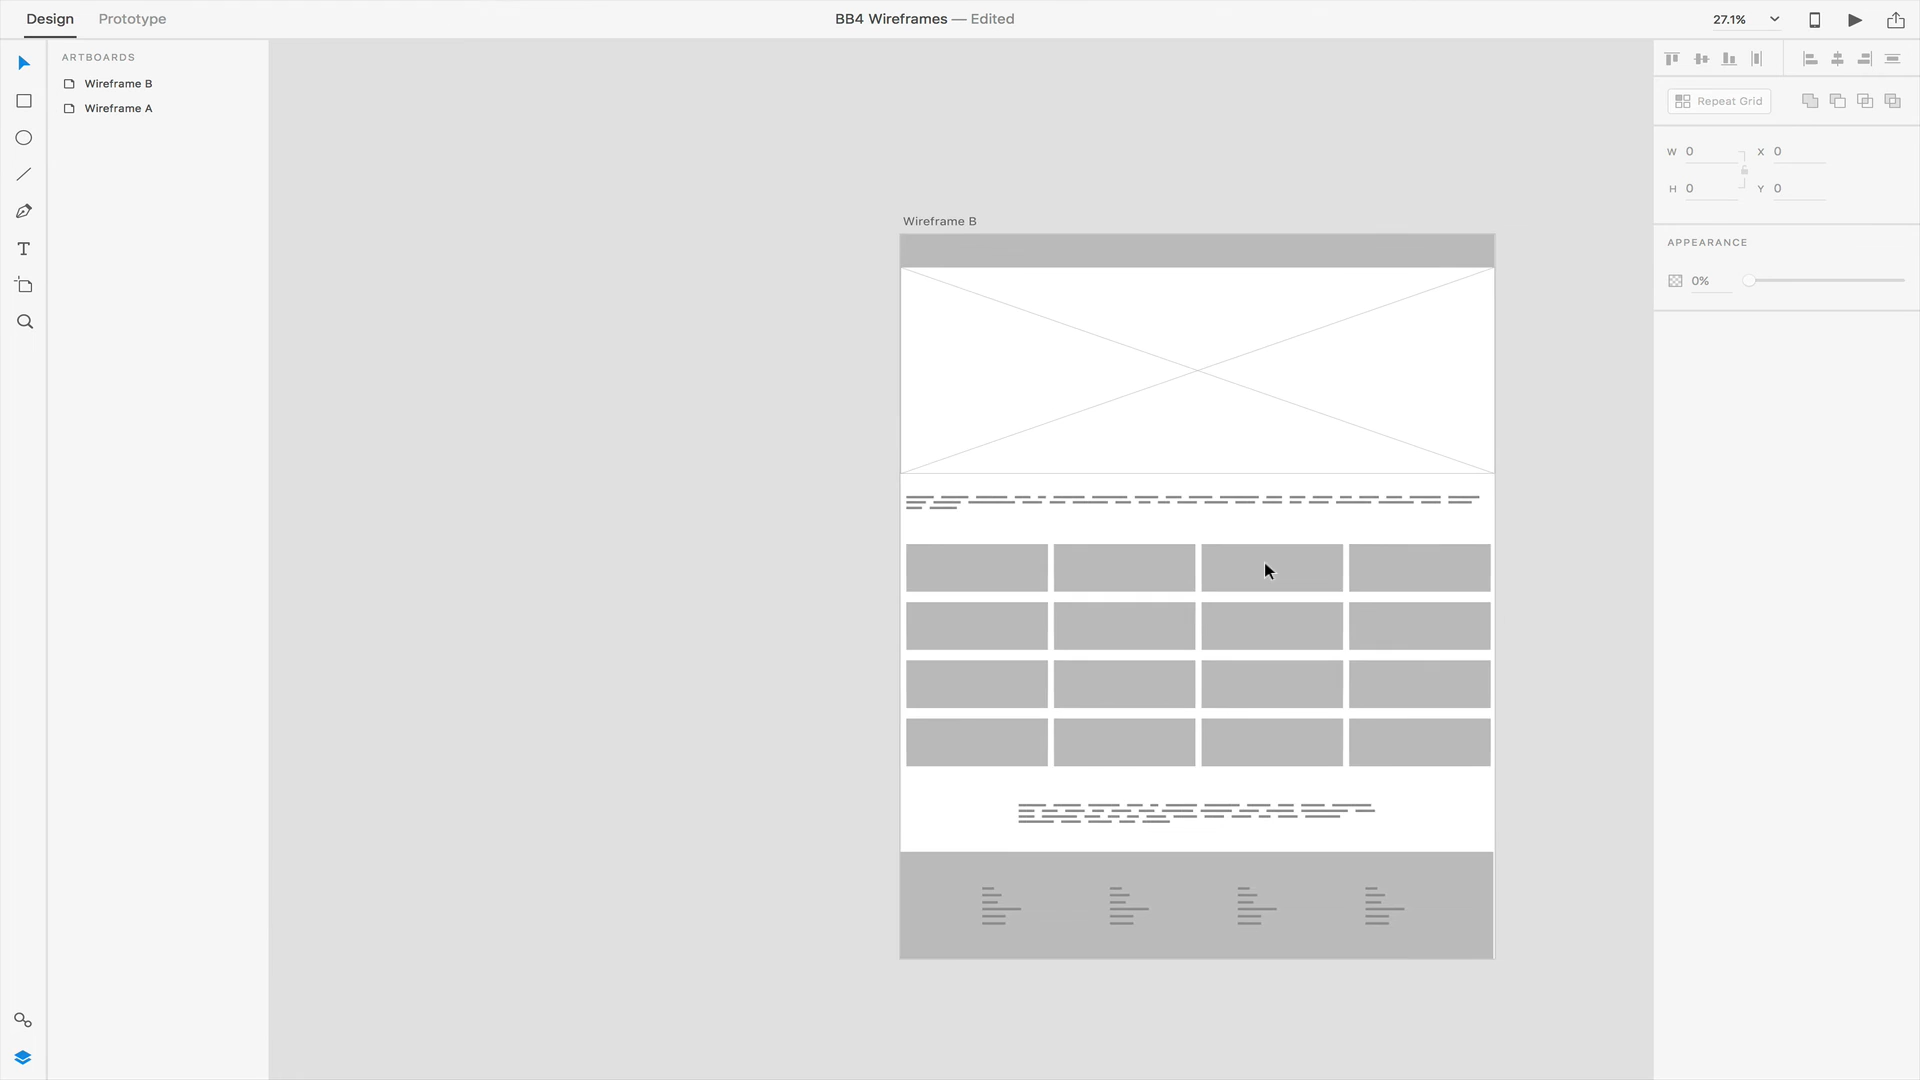 Design Prototype BB4 Wireframes — Edited 27.1%
ARTBOARDS
Wireframe B
Wireframe A
Wireframe B
Repeat Grid
W 0 X 0
H 0 Y 0
APPEARANCE
0%